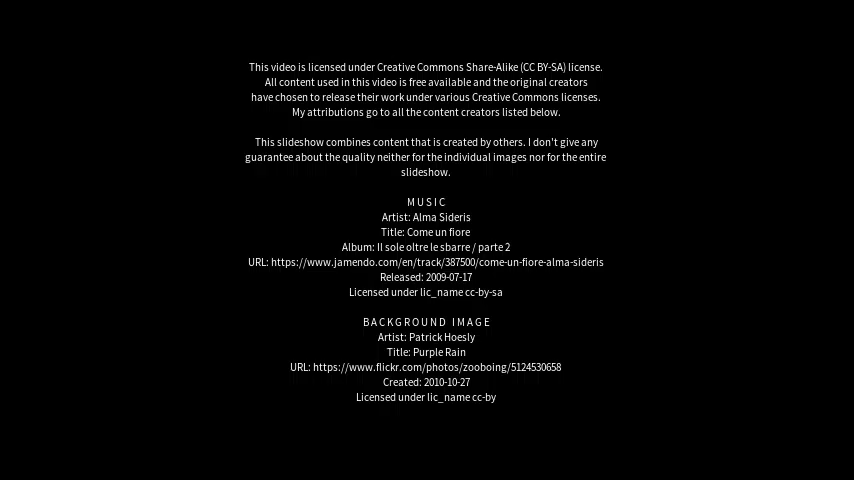 This video is licensed under Creative Commons Share-Alike (CC BY-SA) license.
All content used in this video is free available and the original creators
have chosen to release their work under various Creative Commons licenses.
My attributions go to all the content creators listed below.
This slideshow combines content that is created by others. I don't give any
guarantee about the quality neither for the individual images nor for the entire
slideshow.
MUSIC
Artist: Alma Sideris
Title: Come un fiore
Album: Il sole oltre le sbarre / parte 2
URL: https://www.jamendo.com/en/track/387500/come-un-fiore-alma-sideris
Released: 2009-07-17
Licensed under lic_name cc-by-sa
BACKGROUND IMAGE
Artist: Patrick Hoesly
Title: Purple Rain
URL: https://www.flickr.com/photos/zooboing/5124530658
Created: 2010-10-27
Licensed under lic_name cc-by